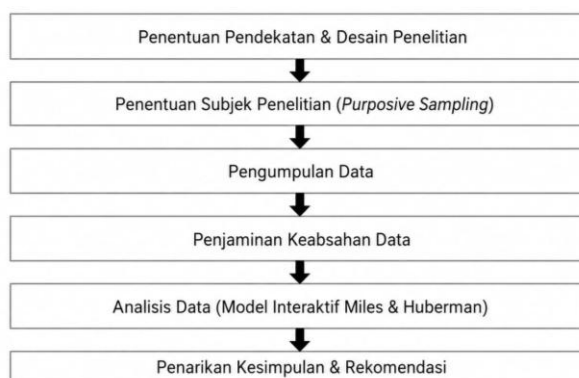 Penentuan Pendekatan & Desain Penelitian
Penentuan Subjek Penelitian (Purposive Sampling)
Pengumpulan Data
Penjaminan Keabsahan Data
Analisis Data (Model Interaktif Miles & Huberman)
Penarikan Kesimpulan & Rekomendasi